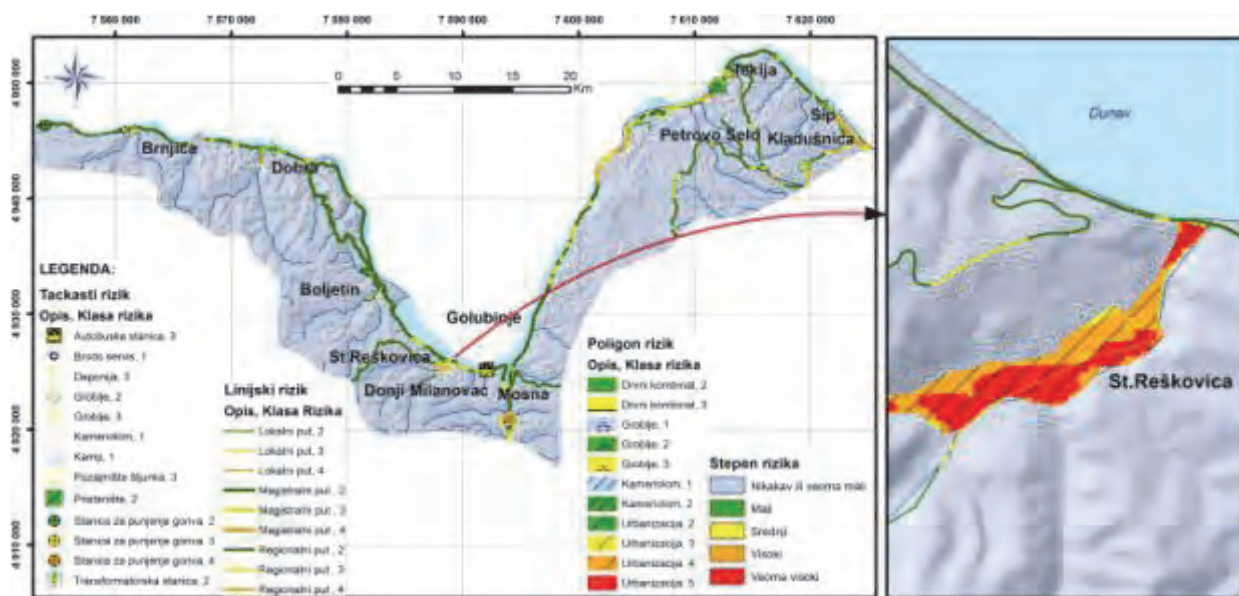 7 560 000 7 570 000 7 580 000 7 590 000 7 400 000 7 610 000 7 620 000
4 950 000
4 940 000
4 930 000
4 920 000
4 910 000
0 5 10 15 20
Km
Tekija
Sip
Petrovo Selo
Kladušnica
Brnjica
Dobra
Boljetin
Golubinje
St.Reškovica
Donji Milanovac
Mosna
LEGENDA:
Tackasti rizik
Opis, Klasa rizika
Autobuska stanica, 3
Brods servis, 1
Deponija, 3
Groblje, 2
Groblje, 3
Kamenolom, 1
Kamp, 1
Pozajmište šljunka, 3
Pristanište, 2
Stanica za punjenje goriva, 2
Stanica za punjenje goriva, 3
Stanica za punjenje goriva, 4
Transformatorska stanica, 2
Linijski rizik
Opis, Klasa Rizika
Lokalni put, 2
Lokalni put, 3
Lokalni put, 4
Magistralni put, 2
Magistralni put, 3
Magistralni put, 4
Regionalni put, 2
Regionalni put, 3
Regionalni put, 4
Poligon rizik
Opis, Klasa rizika
Drvni kombinat, 2
Drvni kombinat, 3
Groblje, 1
Groblje, 2
Groblje, 3
Kamenolom, 1
Kamenolom, 2
Urbanizacija, 2
Urbanizacija, 3
Urbanizacija, 4
Urbanizacija, 5
Stepen rizika
Nikakav ili veoma mali
Mali
Srednji
Visoki
Veoma visoki
Dunav
St.Reškovica